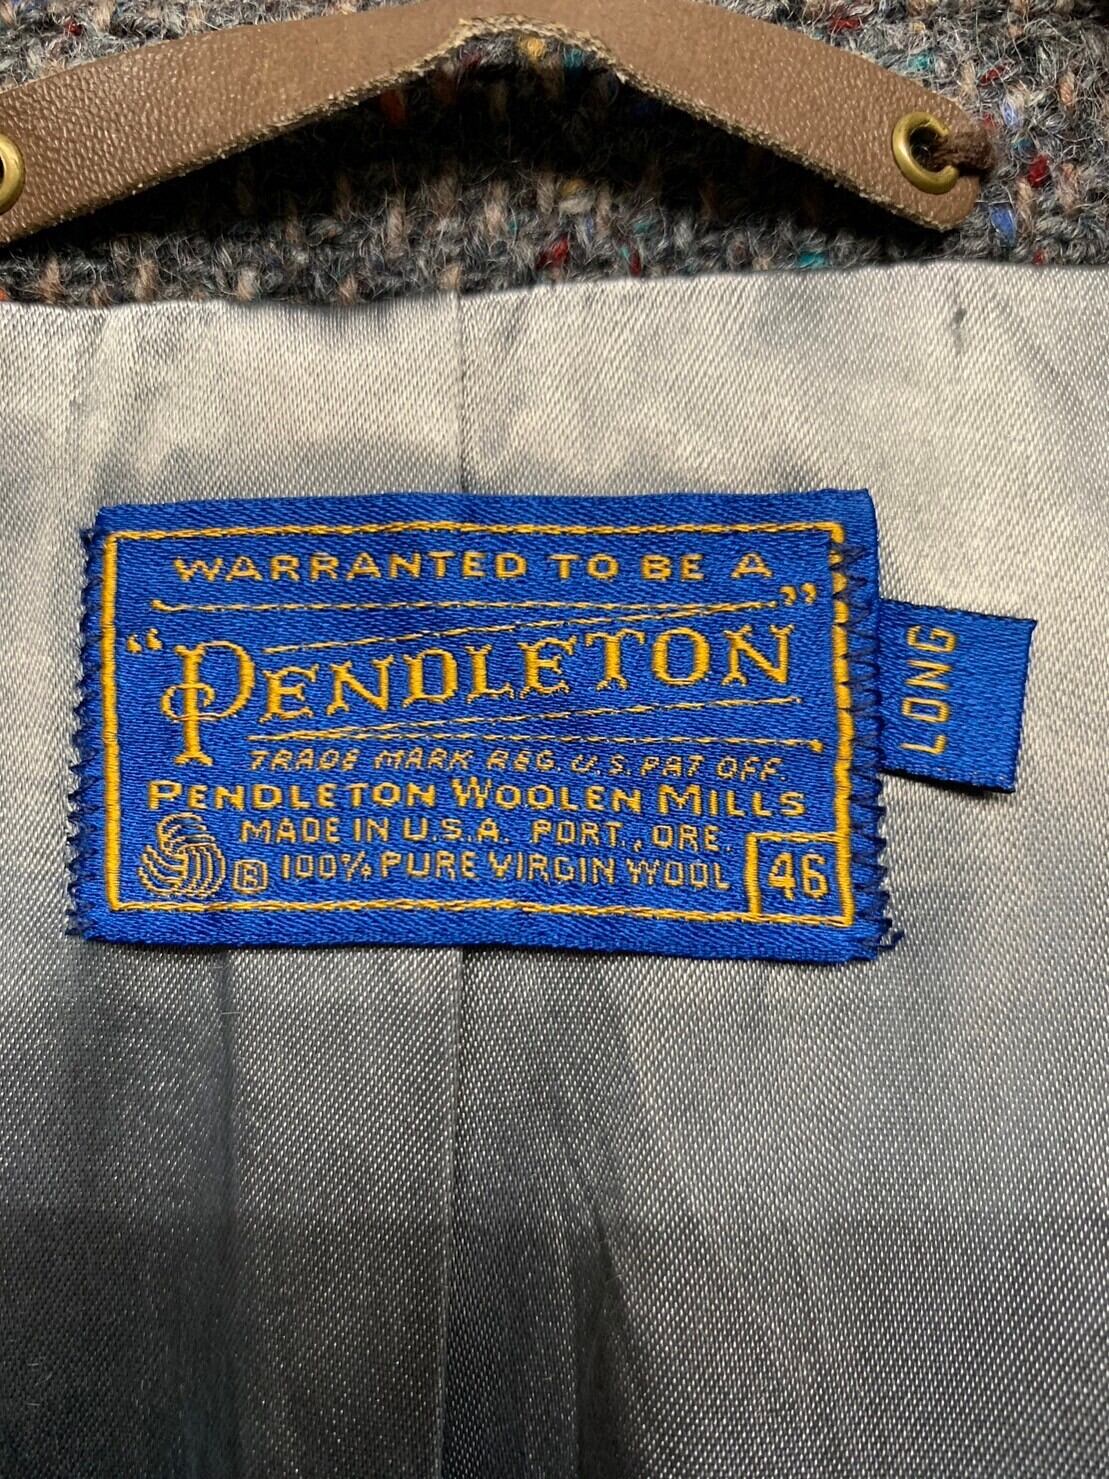 WARRANTED TO BE A
"PENDLETON"
TRADE MARK REG. U.S. PAT OFF.
PENDLETON WOOLEN MILLS
MADE IN U.S.A. PORT., ORE.
R 100% PURE VIRGIN WOOL
46
LONG